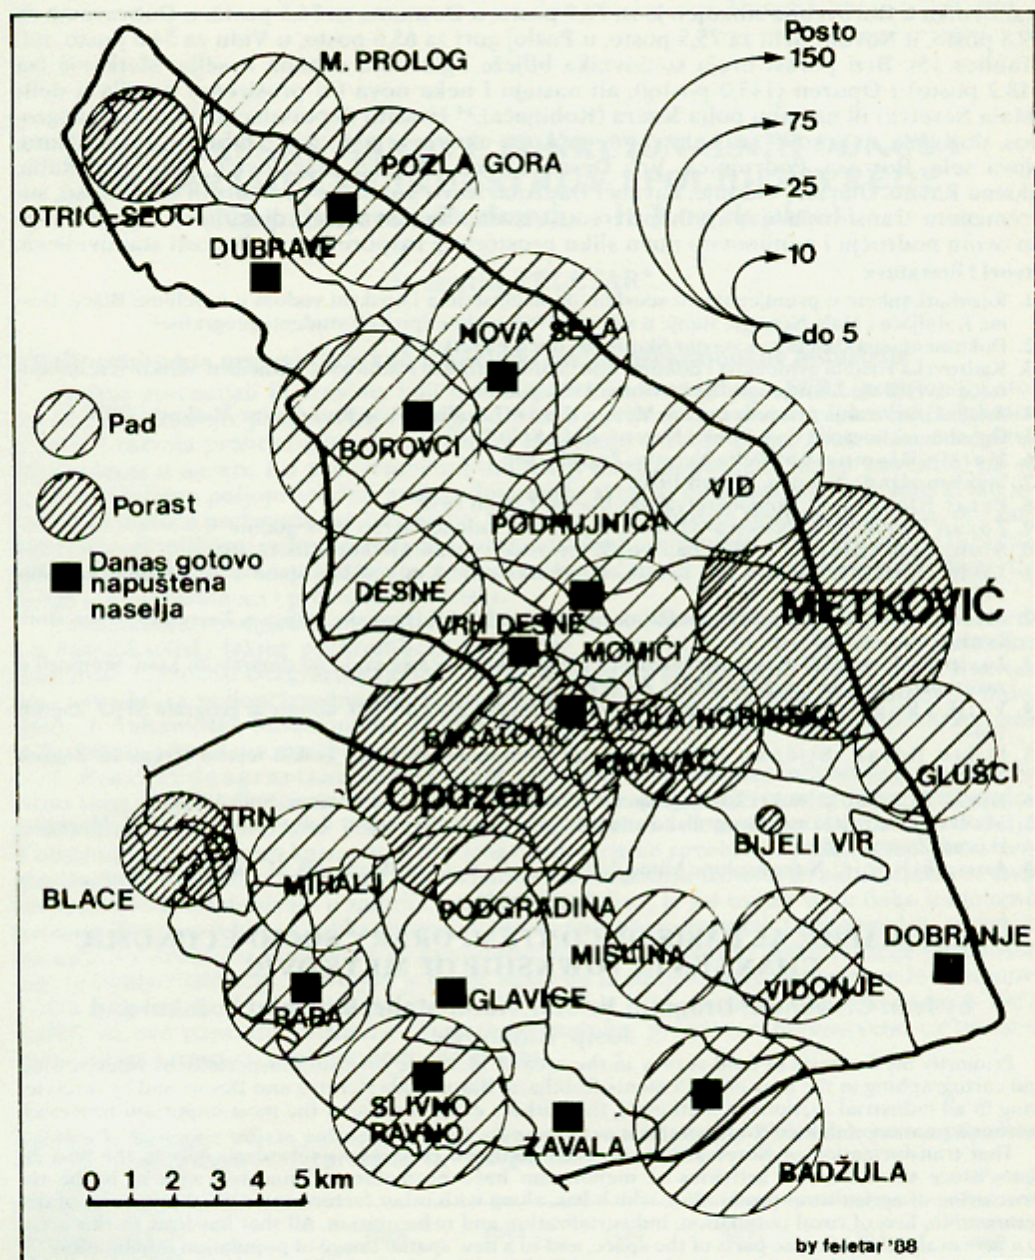 Posto
150
75
25
10
do 5
M. PROLOG
POZLA GORA
OTRIĆ-SEOCI
DUBRAVE
NOVA SELA
Pad
BOROVCI
VID
Porast
PODRUJNICA
Danas gotovo
napuštena
naselja
DESNE
METKOVIĆ
VRH DESNE
MOMIĆI
KULA NORINSKA
BAGALOVIĆ
KRVAVAC
GLUŠCI
Opuzen
TRN
BIJELI VIR
BLACE
MIHALJ
PODGRADINA
DOBRANJE
MISLINA
VIDONJE
GLAVICE
BABA
SLIVNO
RAVNO
ZAVALA
BADŽULA
0 1 2 3 4 5 km
by feletar '88